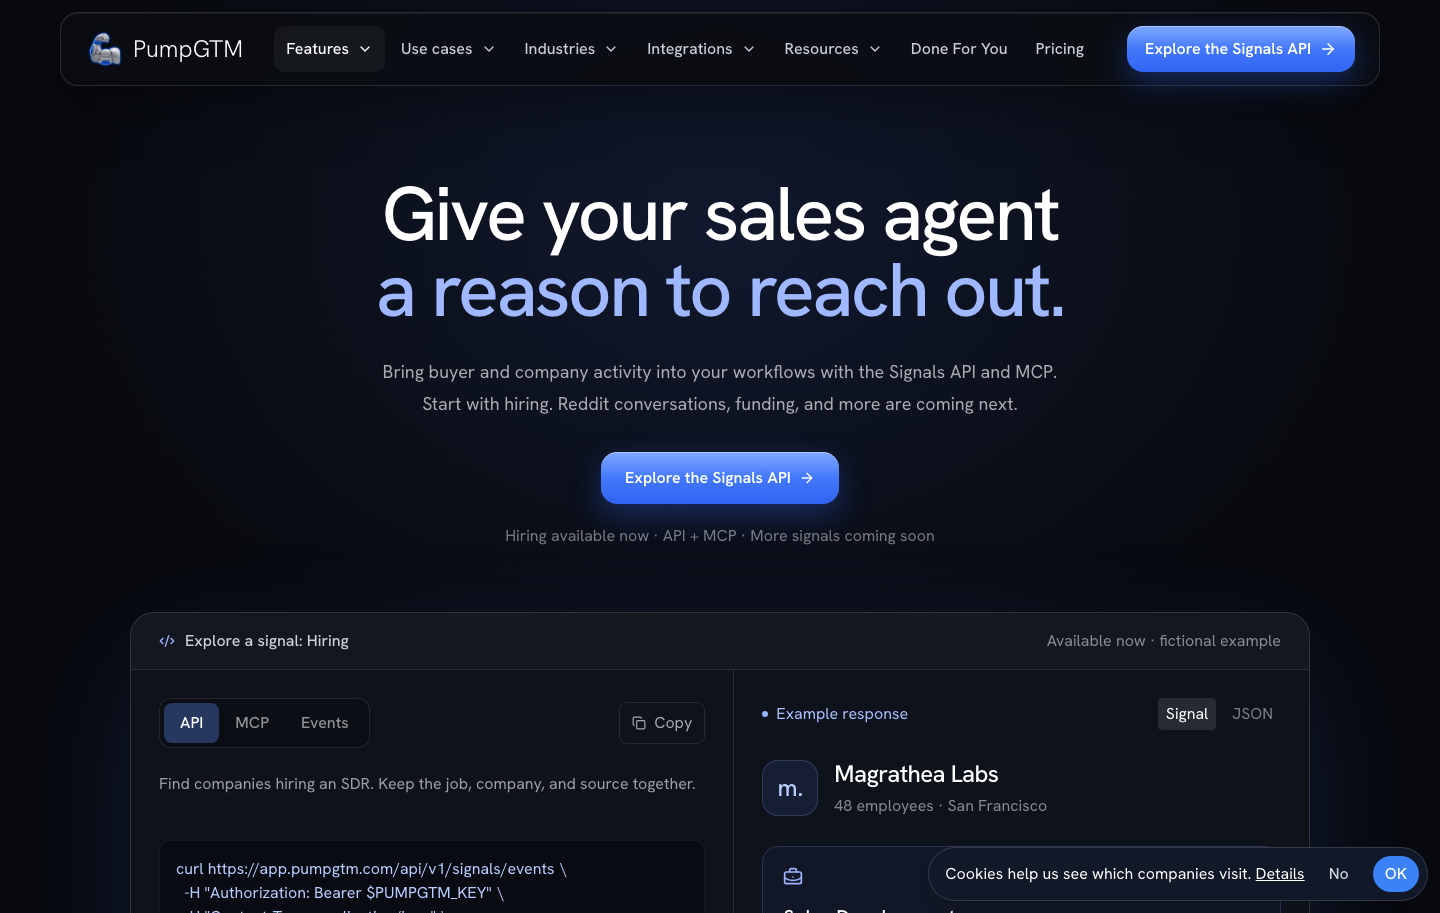 PumpGTM
Features
Use cases
Industries
Integrations
Resources
Done For You
Pricing
Explore the Signals API
Give your sales agent
a reason to reach out.
Bring buyer and company activity into your workflows with the Signals API and MCP.
Start with hiring. Reddit conversations, funding, and more are coming next.
Explore the Signals API
Hiring available now · API + MCP · More signals coming soon
Explore a signal: Hiring
Available now · fictional example
API
MCP
Events
Copy
Find companies hiring an SDR. Keep the job, company, and source together.
curl https://app.pumpgtm.com/api/v1/signals/events \
-H "Authorization: Bearer $PUMPGTM_KEY" \
Example response
Signal
JSON
m.
Magrathea Labs
48 employees · San Francisco
Cookies help us see which companies visit. Details
No
OK